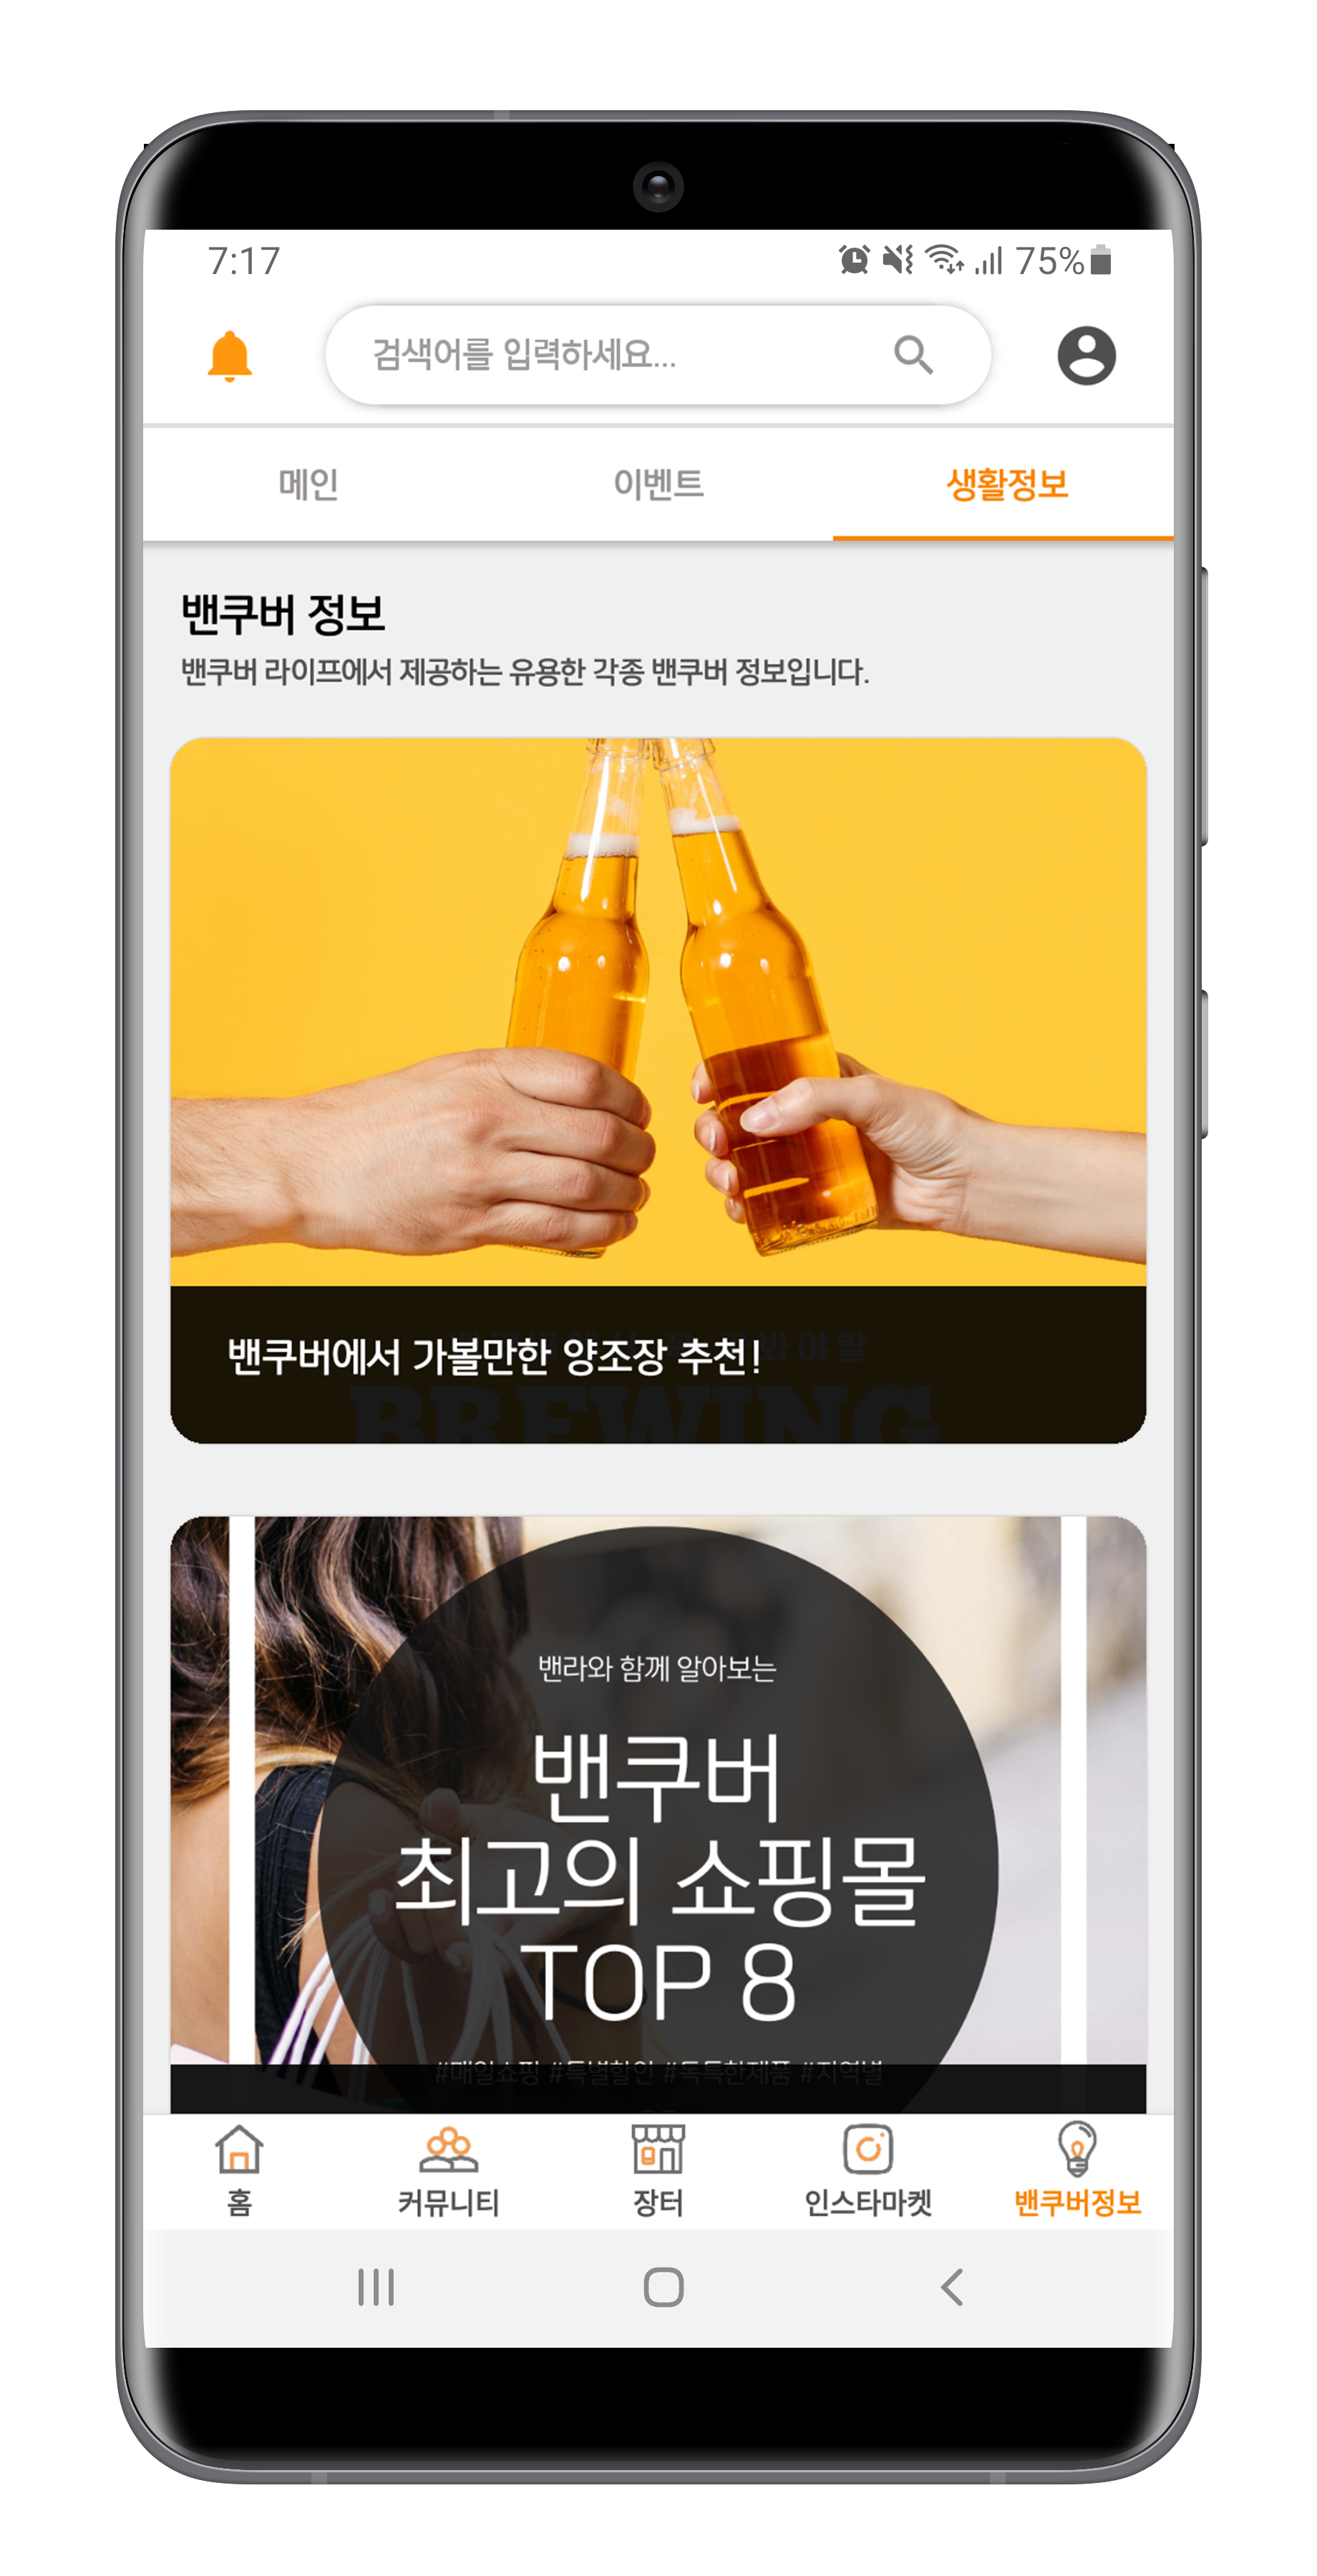 7:17
75%
검색어를 입력하세요...
메인
이벤트
생활정보
밴쿠버 정보
밴쿠버 라이프에서 제공하는 유용한 각종 밴쿠버 정보입니다.
봐야할
밴쿠버에서 가볼만한 양조장 추천!
BREWING
밴라와 함께 알아보는
밴쿠버
최고의 쇼핑몰
TOP 8
#매일쇼핑 #특별할인 #독특한제품 #지역별
홈
커뮤니티
장터
인스타마켓
밴쿠버정보